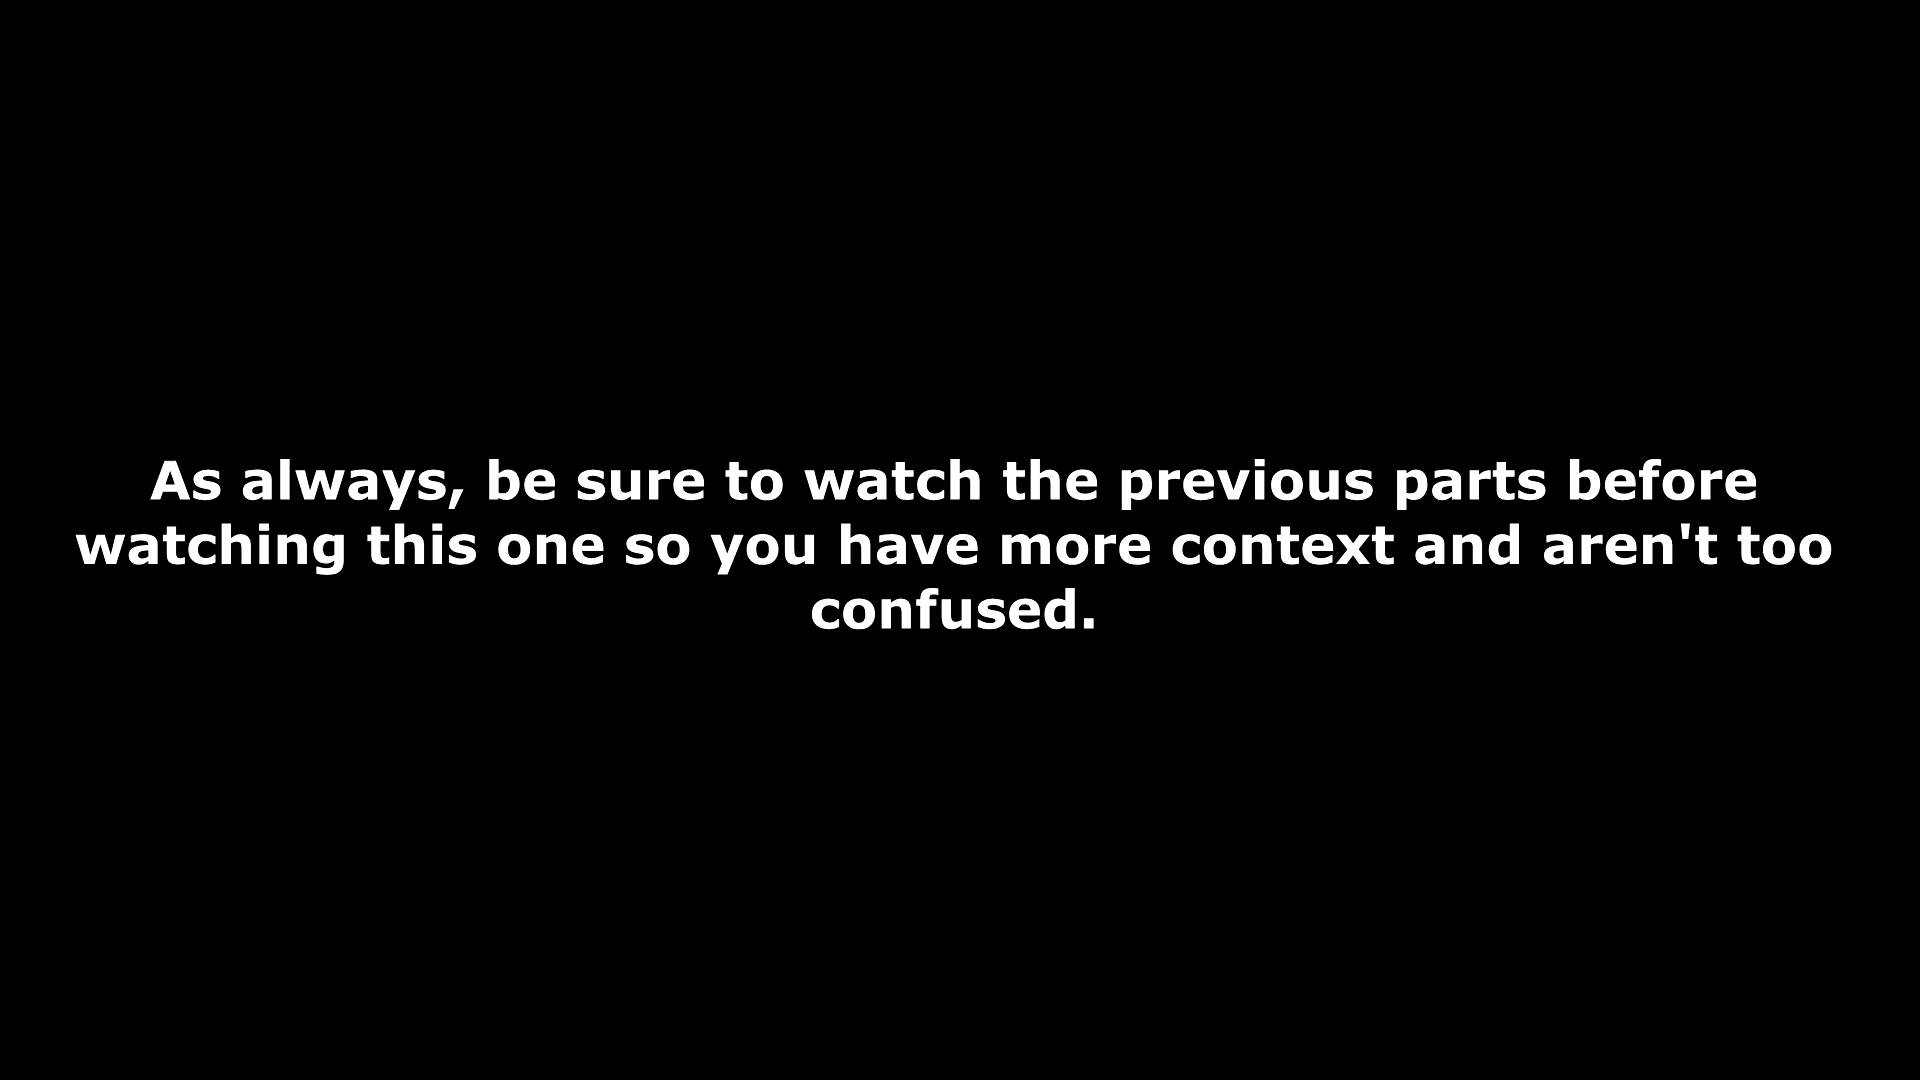 As always, be sure to watch the previous parts before
watching this one so you have more context and aren't too
confused.